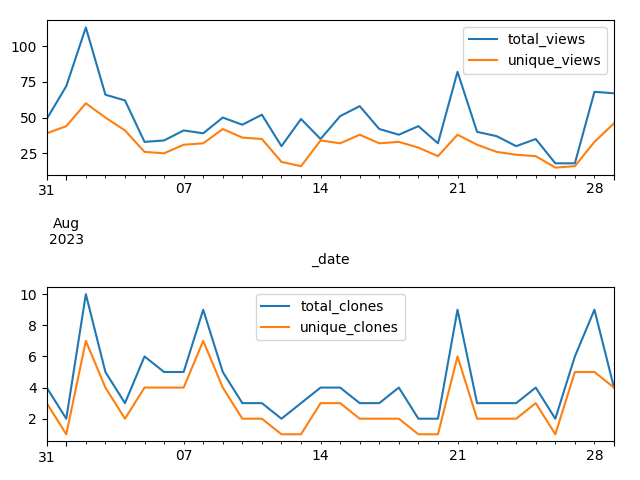 100
75
50
25
total_views
unique_views
31 07 14 21 28
Aug
2023
_date
10
8
6
4
2
total_clones
unique_clones
31 07 14 21 28